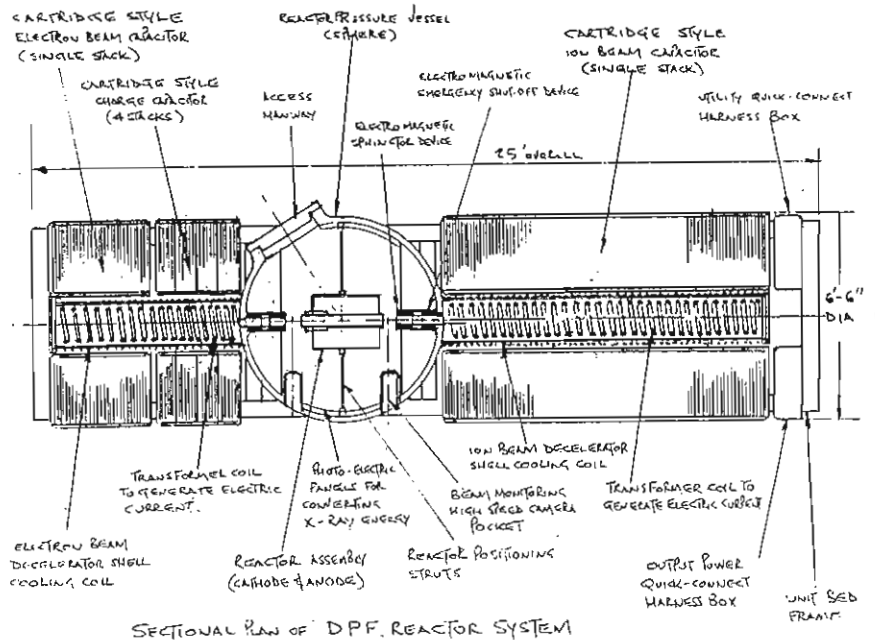 CARTRIDGE STYLE
ELECTRON BEAM CAPACITOR
(SINGLE STACK)
CARTRIDGE STYLE
CHARGE CAPACITOR
(4 STACKS)
ACCESS
MANWAY
REACTOR PRESSURE VESSEL
(SPHERE)
ELECTROMAGNETIC
SPHINCTOR DEVICE
ELECTROMAGNETIC
EMERGENCY SHUT-OFF DEVICE
CARTRIDGE STYLE
ION BEAM CAPACITOR
(SINGLE STACK)
UTILITY QUICK-CONNECT
HARNESS BOX
25' OVERALL
6'-6"
DIA
ELECTRON BEAM
DECELERATOR SHELL
COOLING COIL
TRANSFORMER COIL
TO GENERATE ELECTRIC
CURRENT.
REACTOR ASSEMBLY
(CATHODE & ANODE)
PHOTO-ELECTRIC
PANELS FOR
CONVERTING
X-RAY ENERGY
REACTOR POSITIONING
STRUTS
BEAM MONITORING
HIGH SPEED CAMERA
POCKET
ION BEAM DECELERATOR
SHELL COOLING COIL
TRANSFORMER COIL TO
GENERATE ELECTRIC CURRENT
OUTPUT POWER
QUICK-CONNECT
HARNESS BOX
UNIT BED
FRAME
SECTIONAL PLAN OF DPF. REACTOR SYSTEM